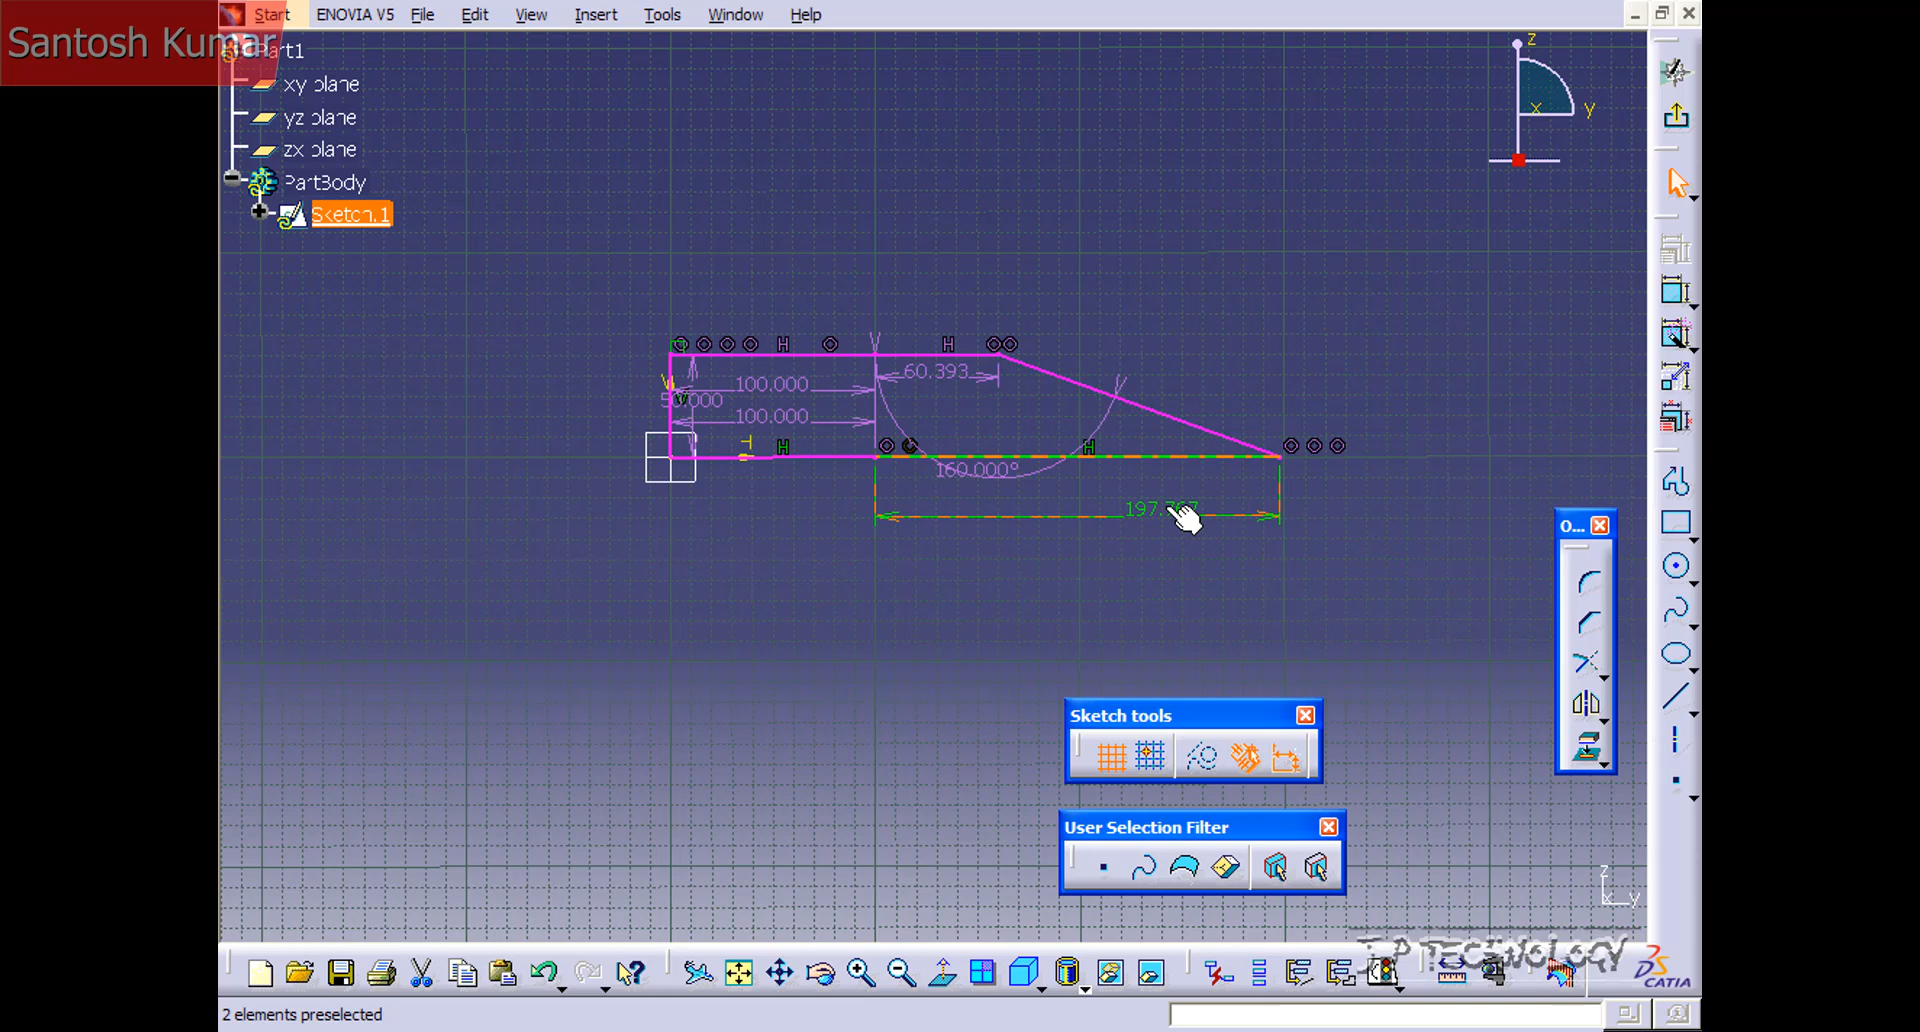 Santosh Kumar
Start ENOVIA V5 File Edit View Insert Tools Window Help
Part1
xy plane
yz plane
zx plane
PartBody
Sketch.1
z
x y
H H
100.000 60.393
100.000
H H
160.000°
O...
Sketch tools
User Selection Filter
z
x y
J P TECHNOLOGY
CATIA
2 elements preselected